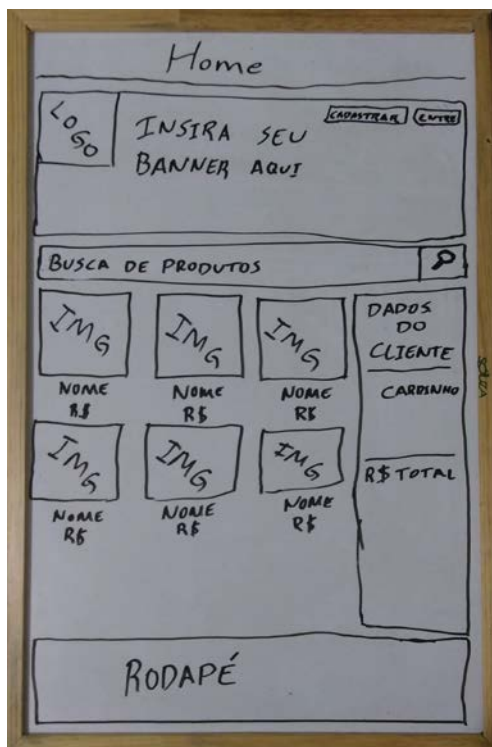 Home
LOGO
INSIRA SEU
BANNER AQUI
CADASTRAR
ENTRE
BUSCA DE PRODUTOS
IMG
IMG
IMG
NOME
R$
NOME
R$
NOME
R$
IMG
IMG
IMG
NOME
R$
NOME
R$
NOME
R$
DADOS
DO
CLIENTE
CARRINHO
R$ TOTAL
RODAPÉ
SOUZA